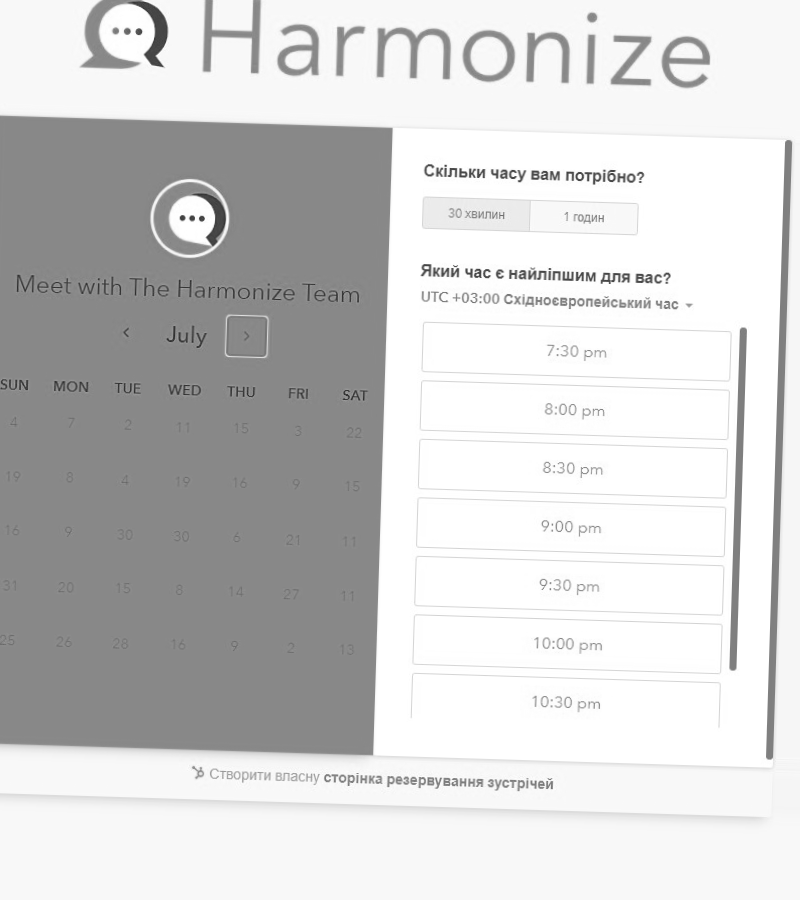 Harmonize
Meet with The Harmonize Team
July
SUN MON TUE WED THU FRI SAT
4 7 2 11 15 3 22
19 8 4 19 16 9 15
16 9 30 30 6 21 11
31 20 15 8 14 27 11
25 26 28 16 9 2 13
Скільки часу вам потрібно?
30 хвилин 1 годин
Який час є найліпшим для вас?
UTC +03:00 Східноєвропейський час
7:30 pm
8:00 pm
8:30 pm
9:00 pm
9:30 pm
10:00 pm
10:30 pm
Створити власну сторінка резервування зустрічей